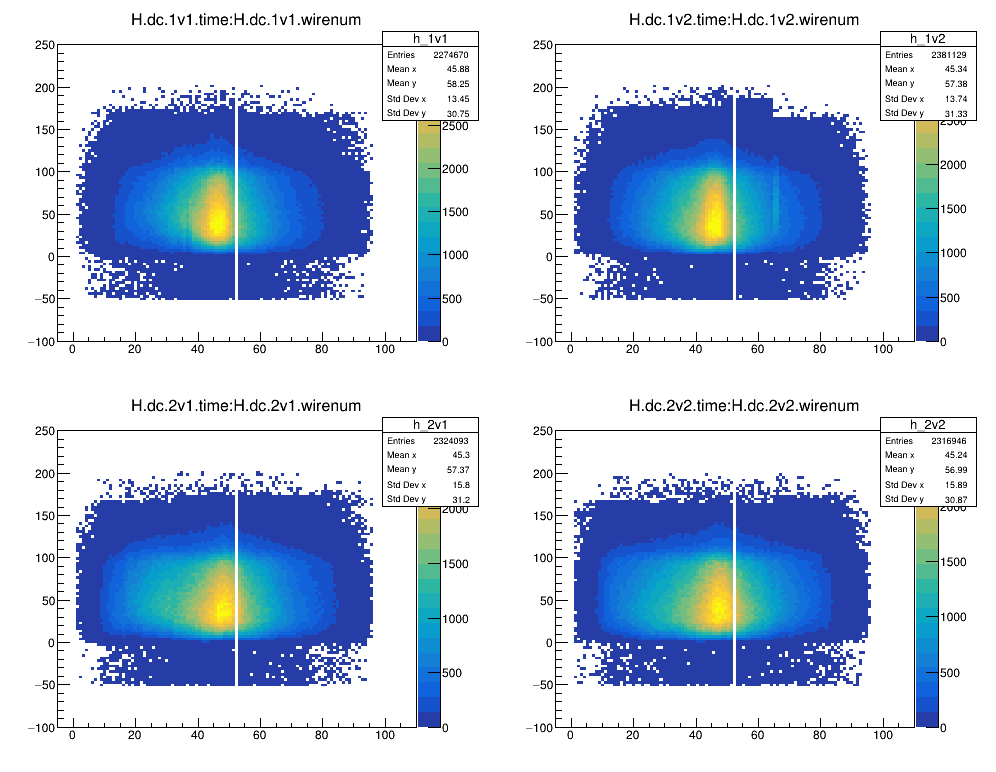 H.dc.1v1.time:H.dc.1v1.wirenum
h_1v1
Entries 2274670
Mean x 45.88
Mean y 58.25
Std Dev x 13.45
Std Dev y 30.75
250
200
150
100
50
0
−50
−100
0 20 40 60 80 100
2500
2000
1500
1000
500
0
H.dc.1v2.time:H.dc.1v2.wirenum
h_1v2
Entries 2381129
Mean x 45.34
Mean y 57.38
Std Dev x 13.74
Std Dev y 31.33
250
200
150
100
50
0
−50
−100
0 20 40 60 80 100
2500
2000
1500
1000
500
0
H.dc.2v1.time:H.dc.2v1.wirenum
h_2v1
Entries 2324093
Mean x 45.3
Mean y 57.37
Std Dev x 15.8
Std Dev y 31.2
250
200
150
100
50
0
−50
−100
0 20 40 60 80 100
2000
1500
1000
500
0
H.dc.2v2.time:H.dc.2v2.wirenum
h_2v2
Entries 2316946
Mean x 45.24
Mean y 56.99
Std Dev x 15.89
Std Dev y 30.87
250
200
150
100
50
0
−50
−100
0 20 40 60 80 100
2000
1500
1000
500
0